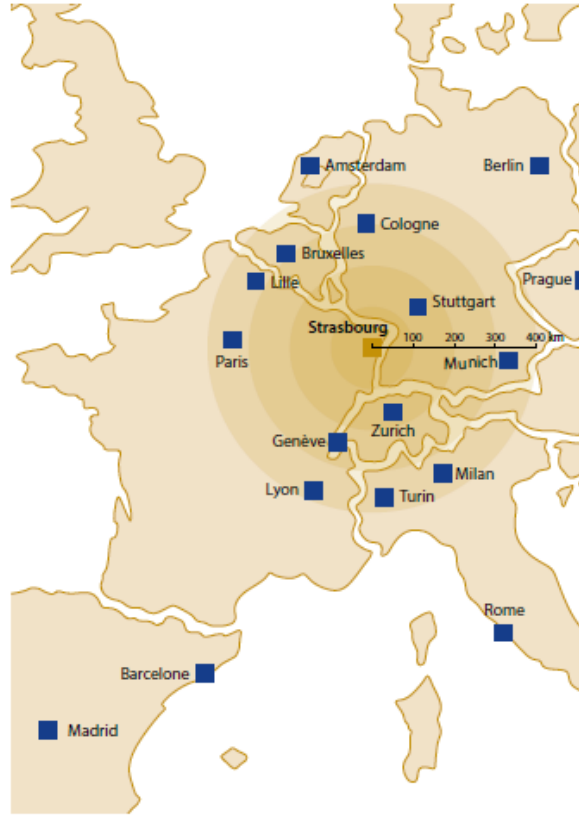 Amsterdam
Berlin
Cologne
Bruxelles
Lille
Prague
Stuttgart
Strasbourg
100 200 300 400 km
Paris
Munich
Zurich
Genève
Milan
Lyon
Turin
Rome
Barcelone
Madrid